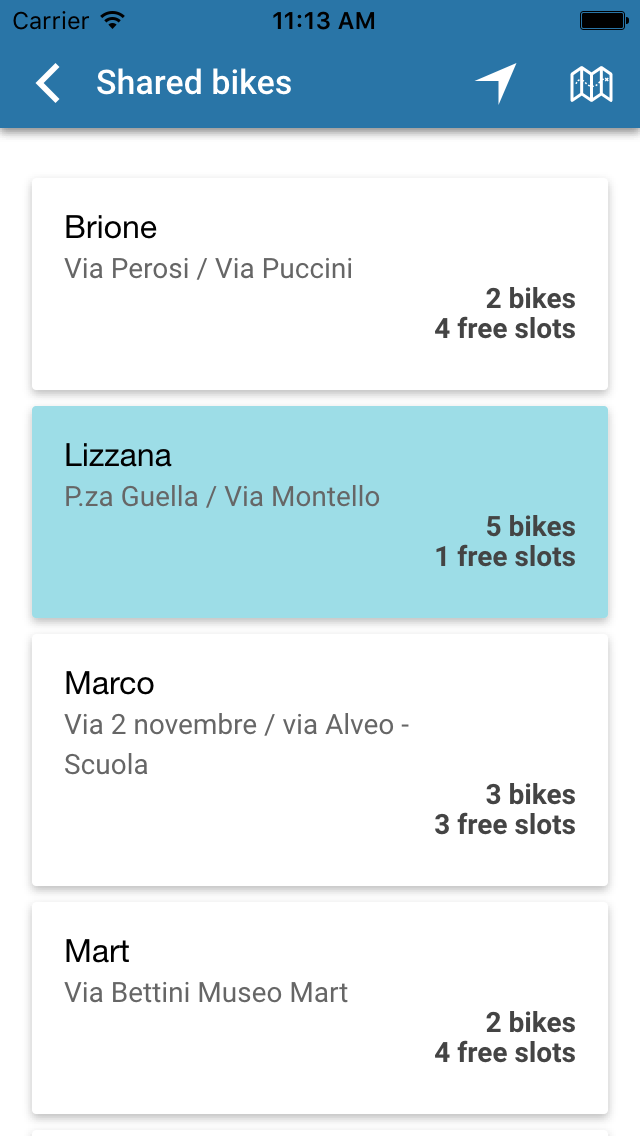 Carrier 11:13 AM
Shared bikes
Brione
Via Perosi / Via Puccini
2 bikes
4 free slots
Lizzana
P.za Guella / Via Montello
5 bikes
1 free slots
Marco
Via 2 novembre / via Alveo -
Scuola
3 bikes
3 free slots
Mart
Via Bettini Museo Mart
2 bikes
4 free slots